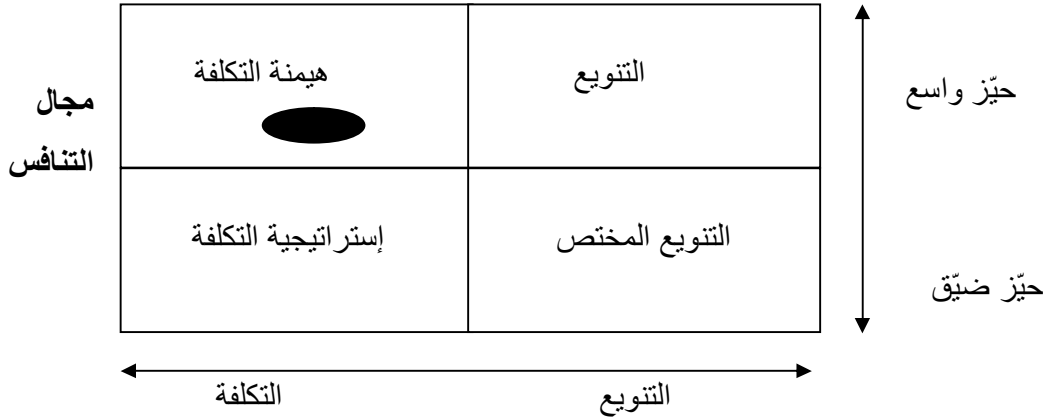 هيمنة التكلفة
التنويع
حيّز واسع
مجال
التنافس
إستراتيجية التكلفة
التنويع المختص
حيّز ضيّق
التكلفة
التنويع